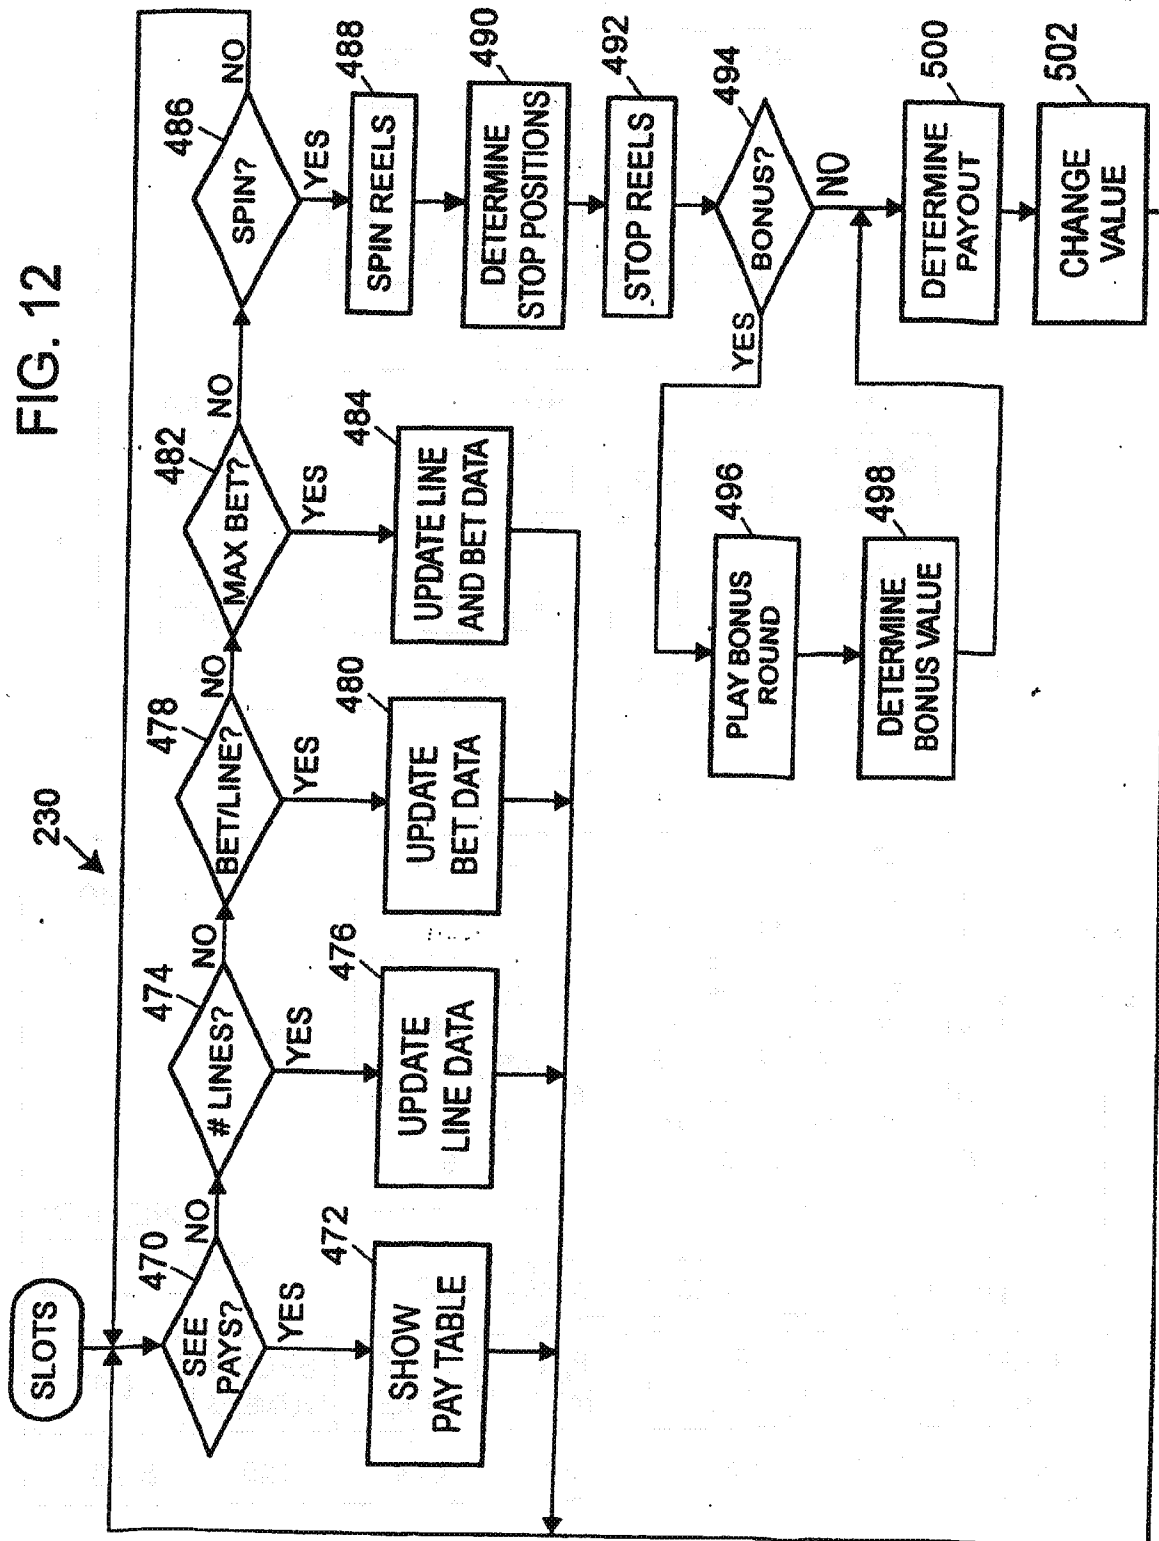 FIG. 12
230
SLOTS
470
SEE
PAYS?
NO
YES
472
SHOW
PAY TABLE
474
# LINES?
NO
YES
476
UPDATE
LINE DATA
478
BET/LINE?
NO
YES
480
UPDATE
BET DATA
482
MAX BET?
NO
YES
484
UPDATE LINE
AND BET DATA
486
SPIN?
NO
YES
488
SPIN REELS
490
DETERMINE
STOP POSITIONS
492
STOP REELS
494
BONUS?
YES
NO
496
PLAY BONUS
ROUND
498
DETERMINE
BONUS VALUE
500
DETERMINE
PAYOUT
502
CHANGE
VALUE